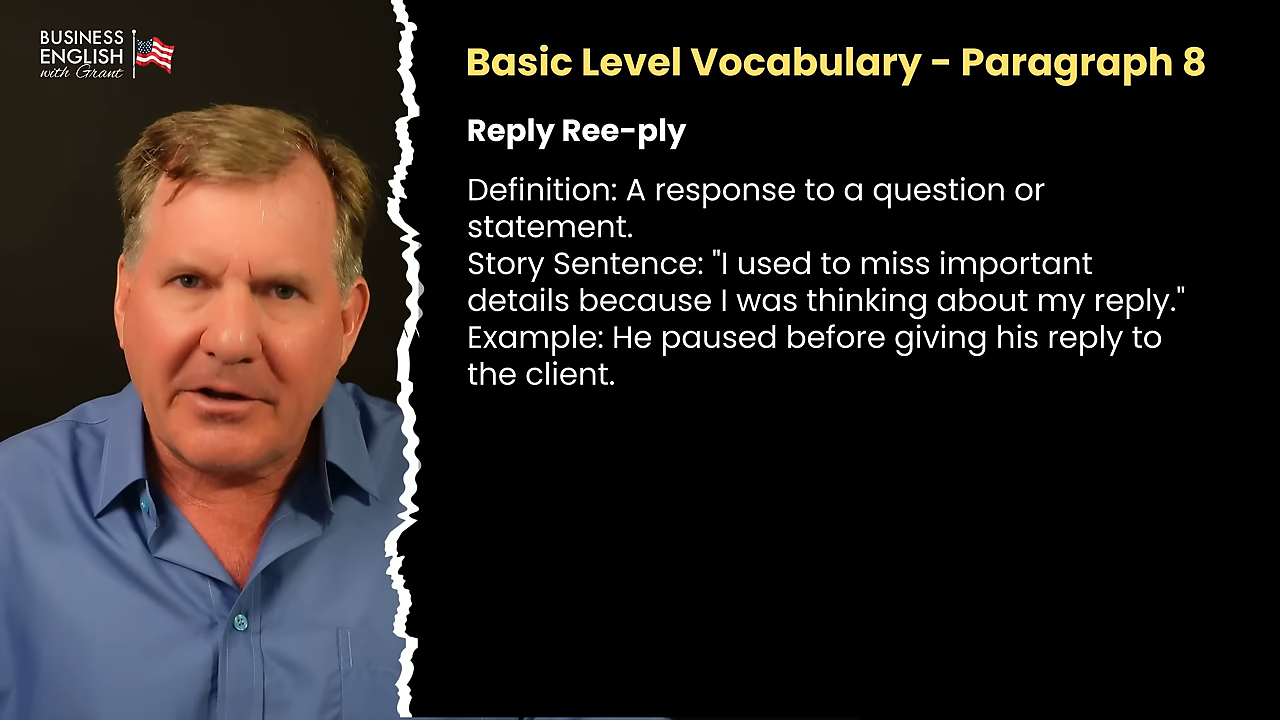 BUSINESS
ENGLISH
with Grant
Basic Level Vocabulary - Paragraph 8
Reply Ree-ply
Definition: A response to a question or
statement.
Story Sentence: "I used to miss important
details because I was thinking about my reply."
Example: He paused before giving his reply to
the client.